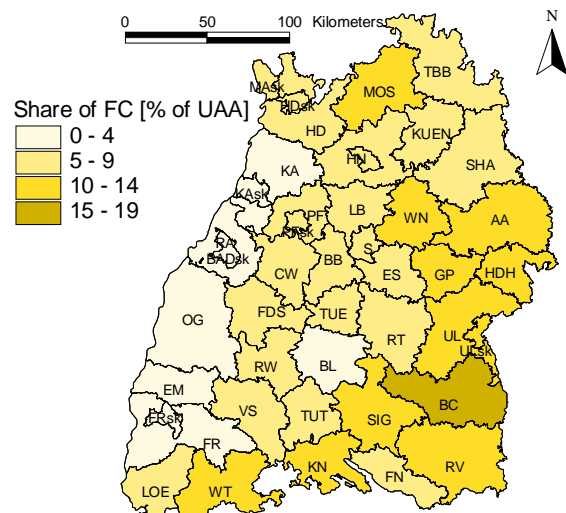 0 50 100 Kilometers
N
Share of FC [% of UAA]
0 - 4
5 - 9
10 - 14
15 - 19
TBB
MAsk
MOS
HDsk
HD
KUEN
HN
SHA
KA
KAsk
LB
WN
AA
PF
PFsk
RA
BADsk
S
BB
CW
ES
GP
HDH
OG
FDS
TUE
RT
UL
ULsk
RW
BL
EM
BC
FRsk
VS
TUT
SIG
FR
KN
RV
FN
LOE
WT